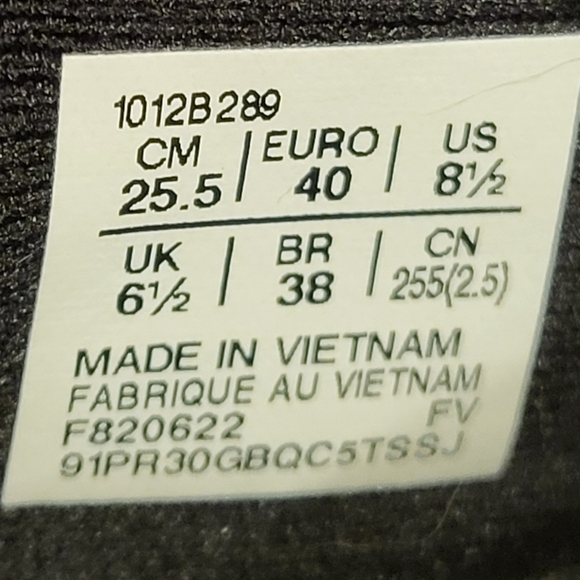 1012B289
CM | EURO | US
25.5 | 40 | 8½
UK | BR | CN
6½ | 38 | 255(2.5)
MADE IN VIETNAM
FABRIQUE AU VIETNAM
F820622 FV
91PR30GBQC5TSSJ